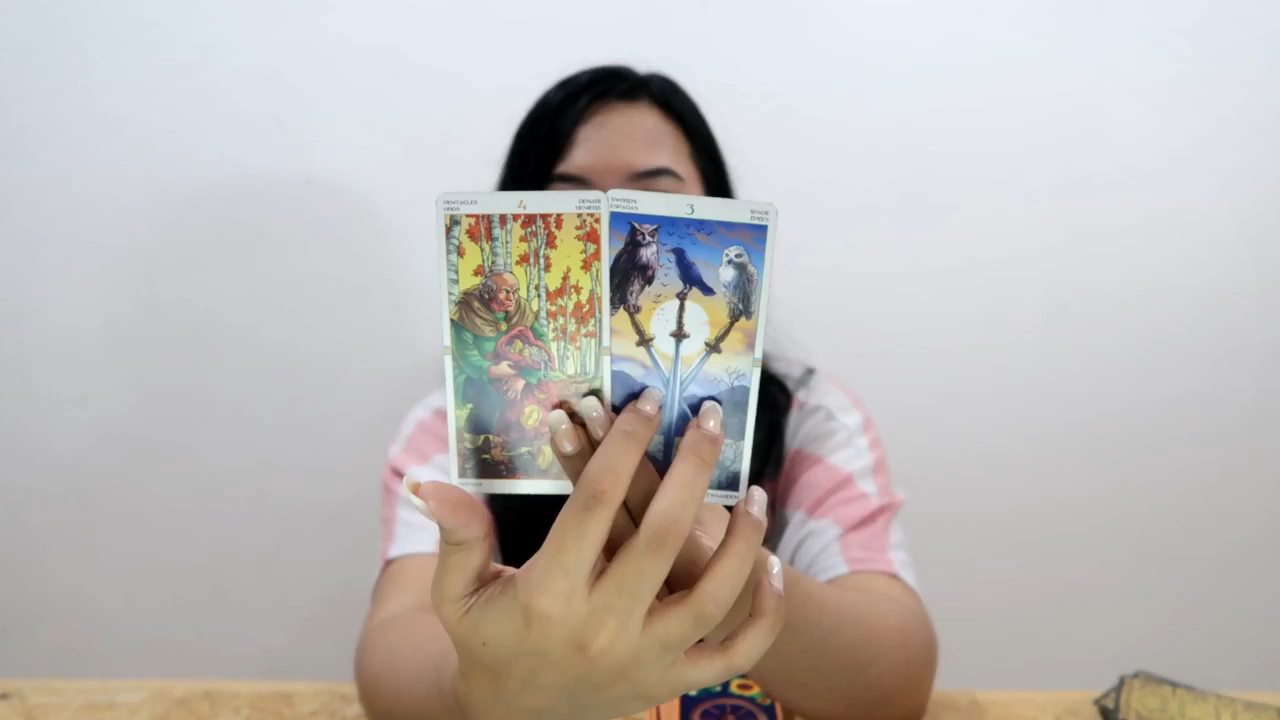 PENTACLES
OROS
4
DENARI
DENIERS
SWORDS
ESPADAS
3
SPADE
ÉPÉES